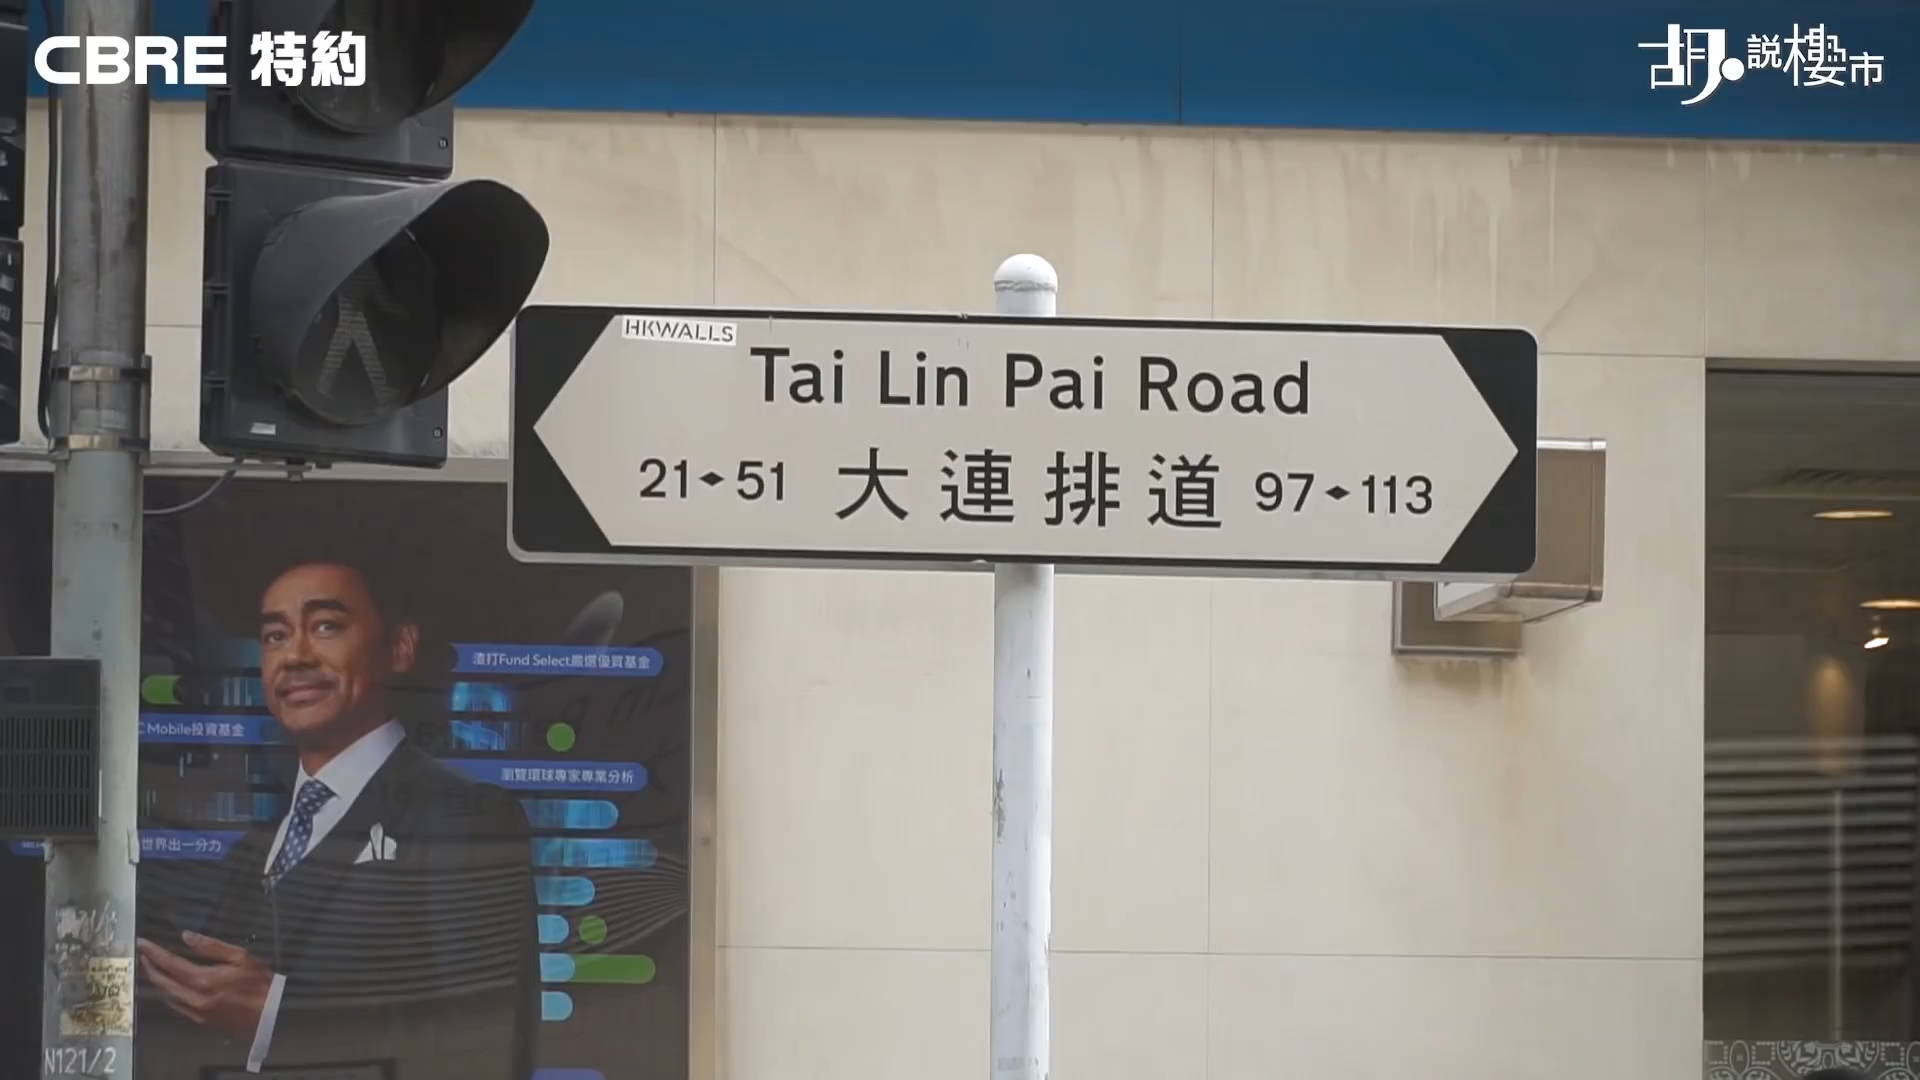 CBRE 特約
胡.説樓市
HKWALLS
Tai Lin Pai Road
21 51 大連排道 97 113
渣打Fund Select嚴選優質基金
C Mobile投資基金
瀏覽環球專家專業分析
世界出一分力
N121/2